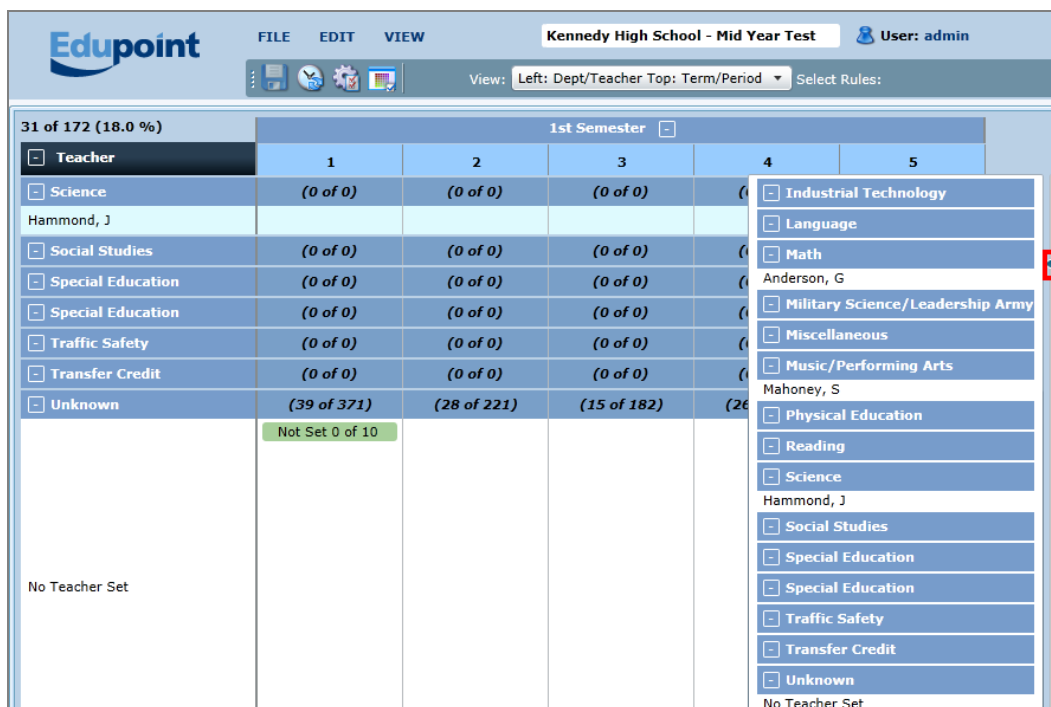 Edupoint
FILE EDIT VIEW
Kennedy High School - Mid Year Test
User: admin
View: Left: Dept/Teacher Top: Term/Period Select Rules:
31 of 172 (18.0 %)
1st Semester -
- Teacher 1 2 3 4 5
- Science (0 of 0) (0 of 0) (0 of 0)
Hammond, J
- Social Studies (0 of 0) (0 of 0) (0 of 0)
- Special Education (0 of 0) (0 of 0) (0 of 0)
- Special Education (0 of 0) (0 of 0) (0 of 0)
- Traffic Safety (0 of 0) (0 of 0) (0 of 0)
- Transfer Credit (0 of 0) (0 of 0) (0 of 0)
- Unknown (39 of 371) (28 of 221) (15 of 182) (26
Not Set 0 of 10
No Teacher Set
- Industrial Technology
- Language
- Math
Anderson, G
- Military Science/Leadership Army
- Miscellaneous
- Music/Performing Arts
Mahoney, S
- Physical Education
- Reading
- Science
Hammond, J
- Social Studies
- Special Education
- Special Education
- Traffic Safety
- Transfer Credit
- Unknown
No Teacher Set